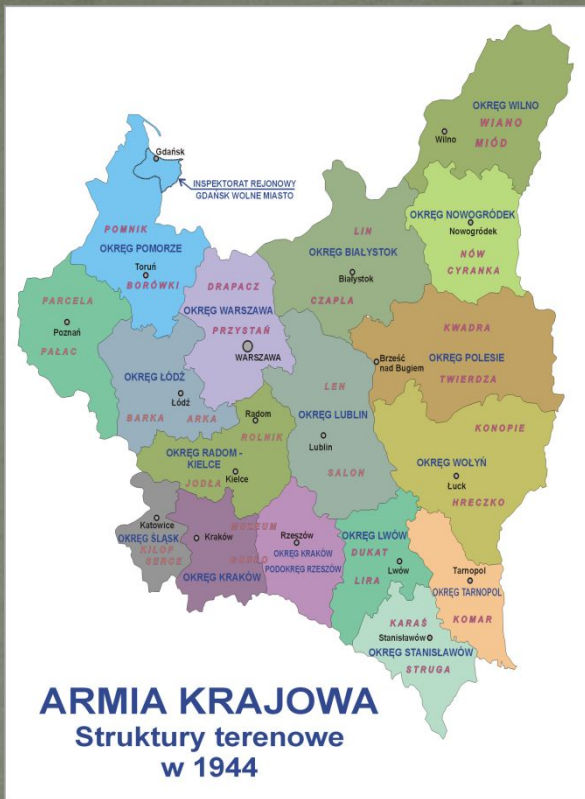 OKRĘG WILNO
WIANO
Wilno
MIÓD
Gdańsk
INSPEKTORAT REJONOWY
GDAŃSK WOLNE MIASTO
OKRĘG NOWOGRÓDEK
Nowogródek
NÓW
CYRANKA
POMNIK
OKRĘG POMORZE
Toruń
BORÓWKI
LIN
OKRĘG BIAŁYSTOK
Białystok
CZAPLA
DRAPACZ
OKRĘG WARSZAWA
PRZYSTAŃ
WARSZAWA
PARCELA
Poznań
PAŁAC
KWADRA
Brześć
nad Bugiem
OKRĘG POLESIE
TWIERDZA
OKRĘG ŁÓDŹ
Łódź
BARKA ARKA
LEN
OKRĘG LUBLIN
Lublin
SALON
Radom
ROLNIK
OKRĘG RADOM -
KIELCE
JODŁA
Kielce
KONOPIE
OKRĘG WOŁYŃ
Łuck
HRECZKO
Katowice
OKRĘG ŚLĄSK
KILOF
SERCE
MUZEUM
Kraków
OKRĘG KRAKÓW
Rzeszów
OKRĘG KRAKÓW
PODOKRĘG RZESZÓW
OKRĘG LWÓW
DUKAT
Lwów
LIRA
Tarnopol
OKRĘG TARNOPOL
KOMAR
KARAŚ
Stanisławów
OKRĘG STANISŁAWÓW
STRUGA
ARMIA KRAJOWA
Struktury terenowe
w 1944